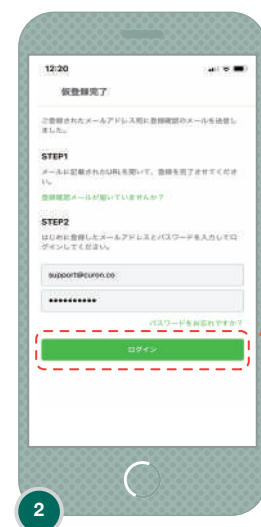 12:20
仮登録完了
ご登録されたメールアドレス宛に登録確認のメールを送信し
ました。
STEP1
メールに記載されたURLを開いて、登録を完了させてくださ
い。
登録確認メールが届いていませんか？
STEP2
はじめに登録したメールアドレスとパスワードを入力してロ
グインしてください。
support@curon.co
••••••••••
パスワードをお忘れですか？
ログイン
2